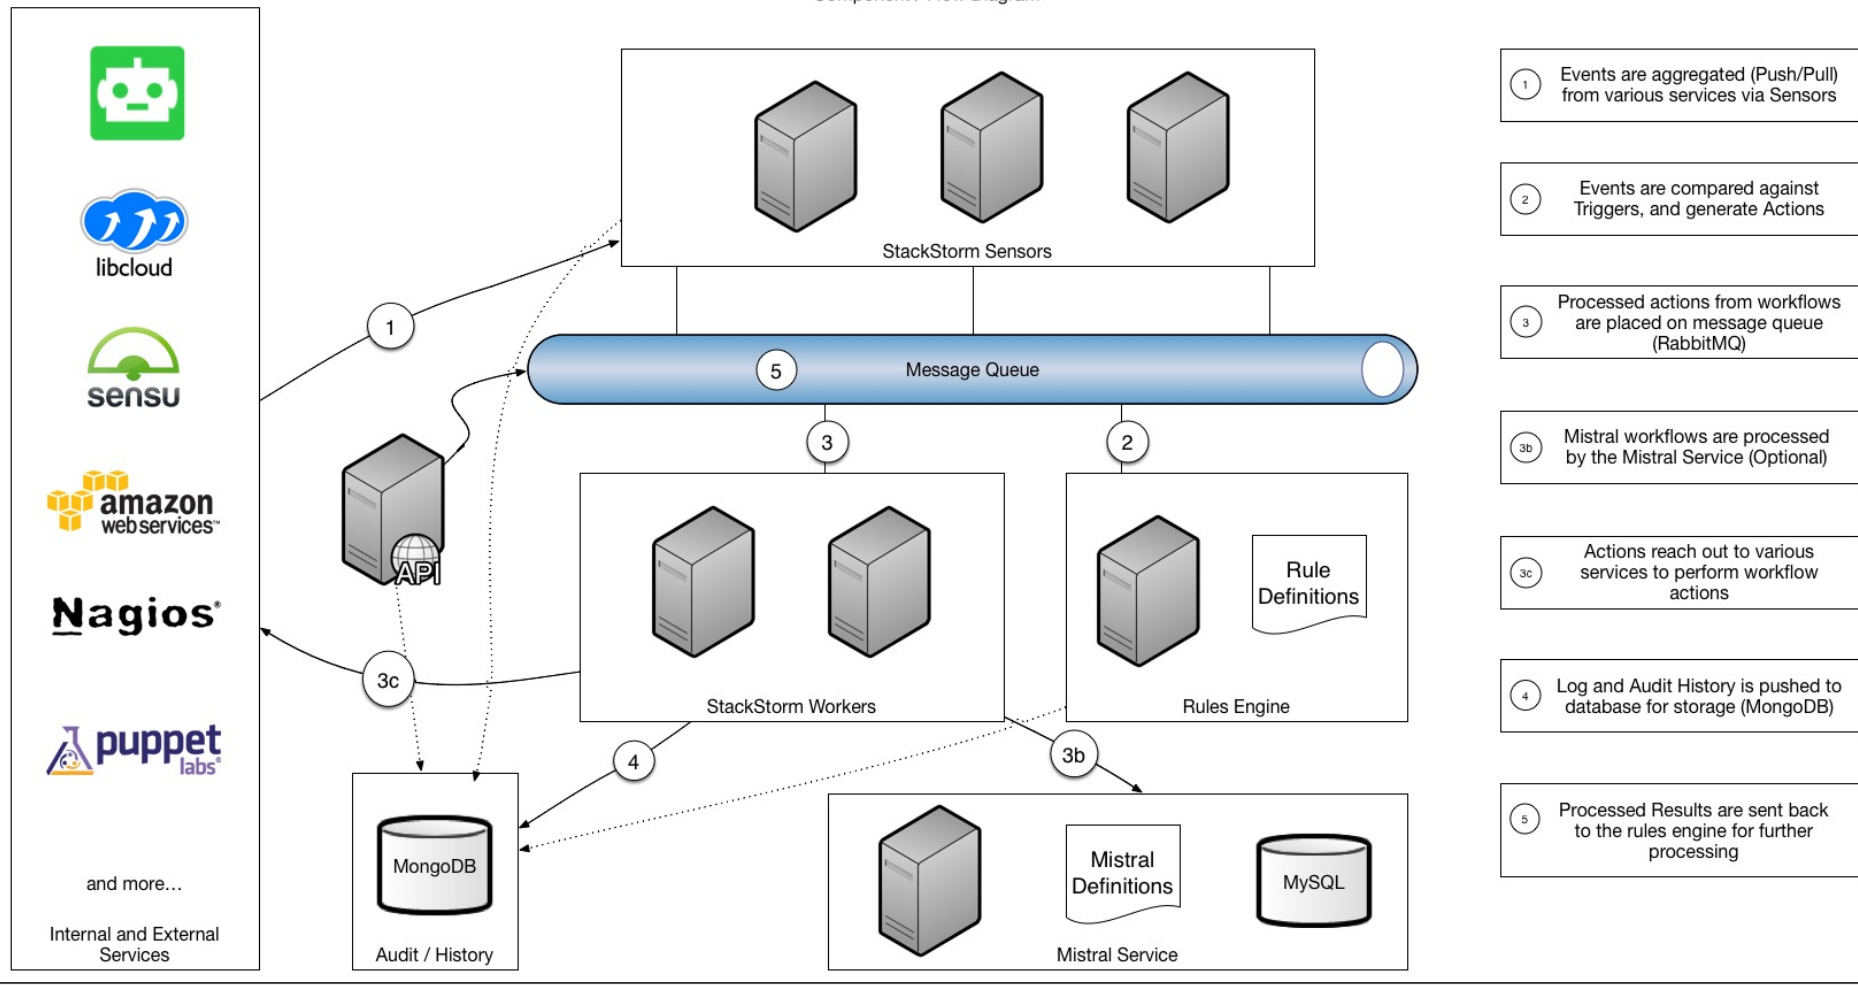 libcloud
sensu
amazon
web services™
Nagios®
puppet
labs®
and more...
Internal and External
Services
1
API
3c
StackStorm Sensors
5
Message Queue
3
2
StackStorm Workers
Rule
Definitions
Rules Engine
4
3b
MongoDB
Audit / History
Mistral
Definitions
MySQL
Mistral Service
1
Events are aggregated (Push/Pull)
from various services via Sensors
2
Events are compared against
Triggers, and generate Actions
3
Processed actions from workflows
are placed on message queue
(RabbitMQ)
3b
Mistral workflows are processed
by the Mistral Service (Optional)
3c
Actions reach out to various
services to perform workflow
actions
4
Log and Audit History is pushed to
database for storage (MongoDB)
5
Processed Results are sent back
to the rules engine for further
processing